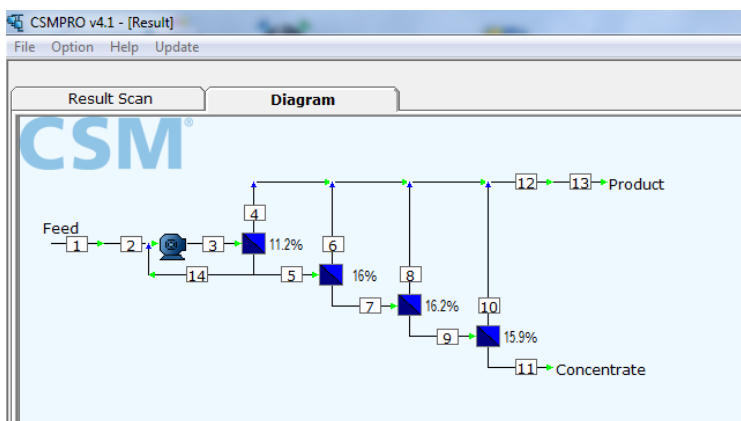 CSMPRO v4.1 - [Result]
File Option Help Update
Result Scan Diagram
CSM®
12 13 Product
4
Feed
1 2 3 11.2% 6
14 5 16% 8
7 16.2% 10
9 15.9%
11 Concentrate